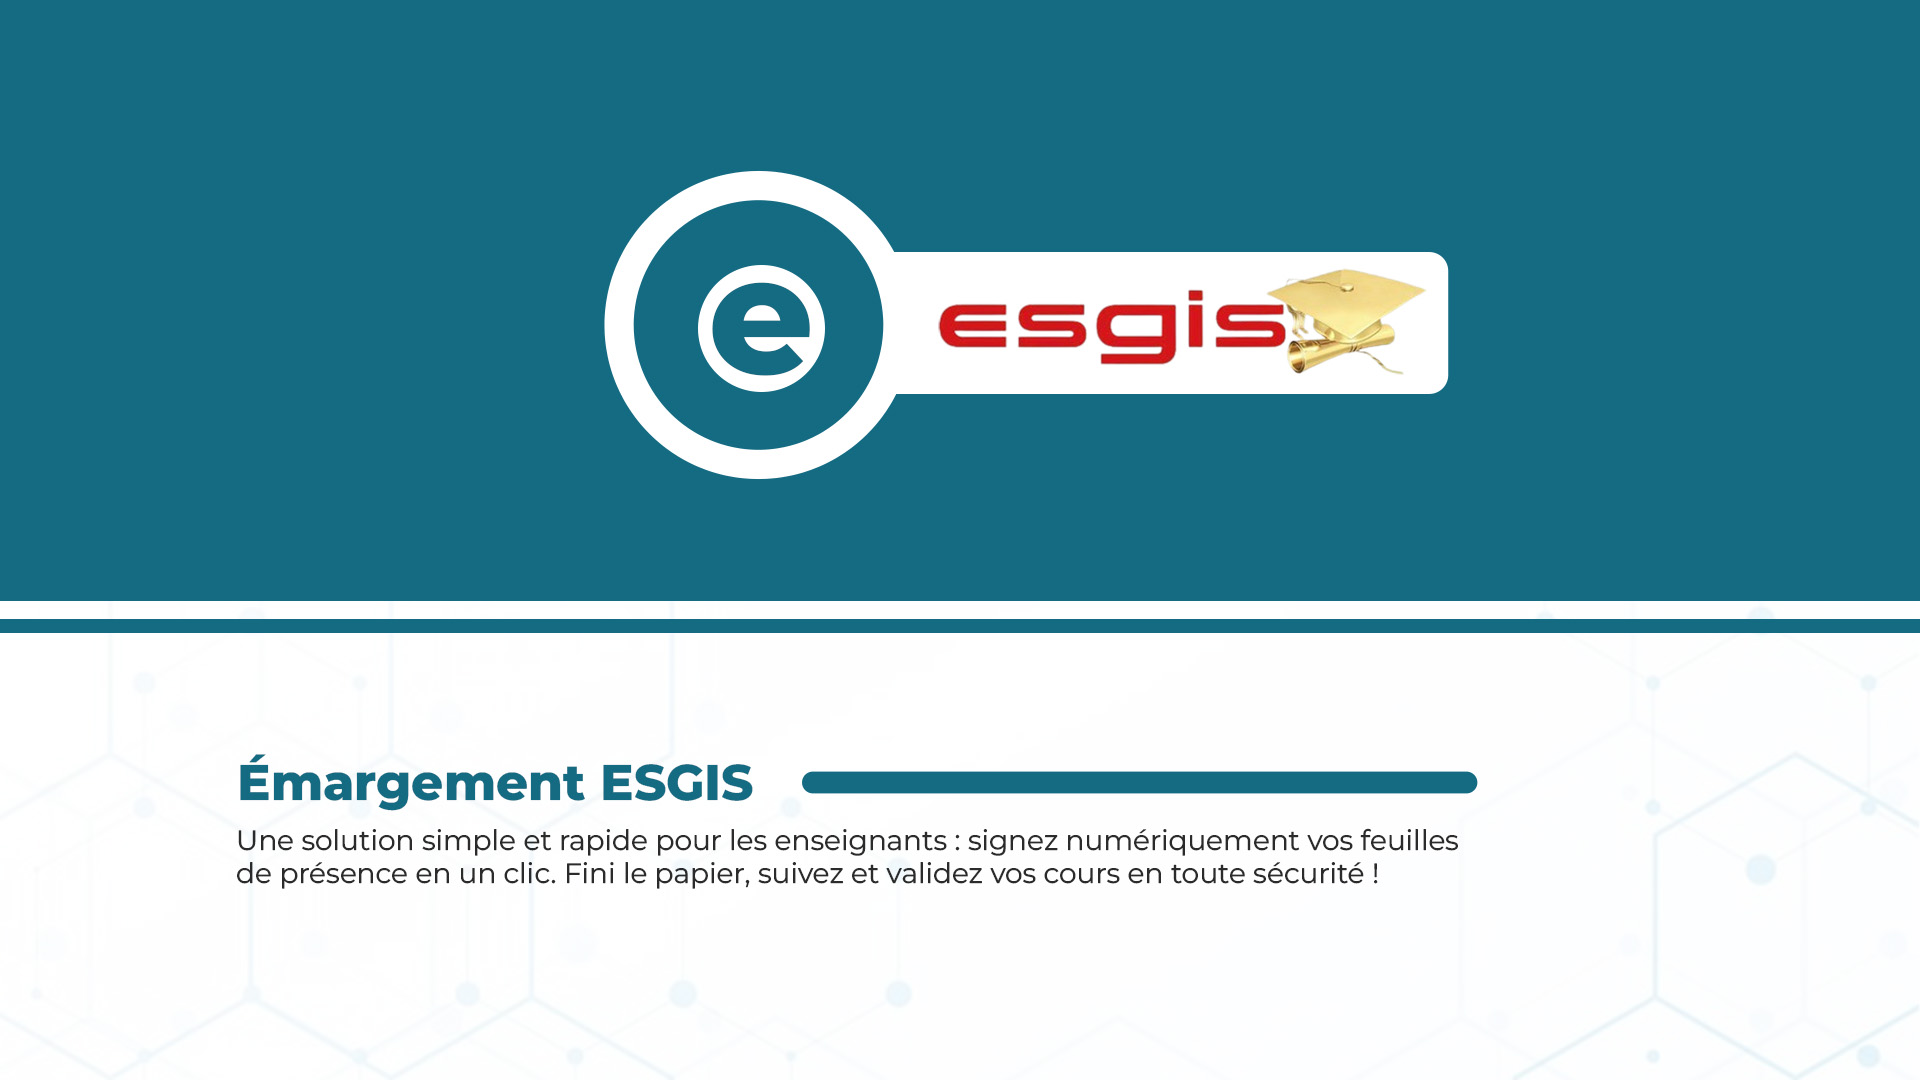 e
esgis
Émargement ESGIS
Une solution simple et rapide pour les enseignants : signez numériquement vos feuilles
de présence en un clic. Fini le papier, suivez et validez vos cours en toute sécurité !